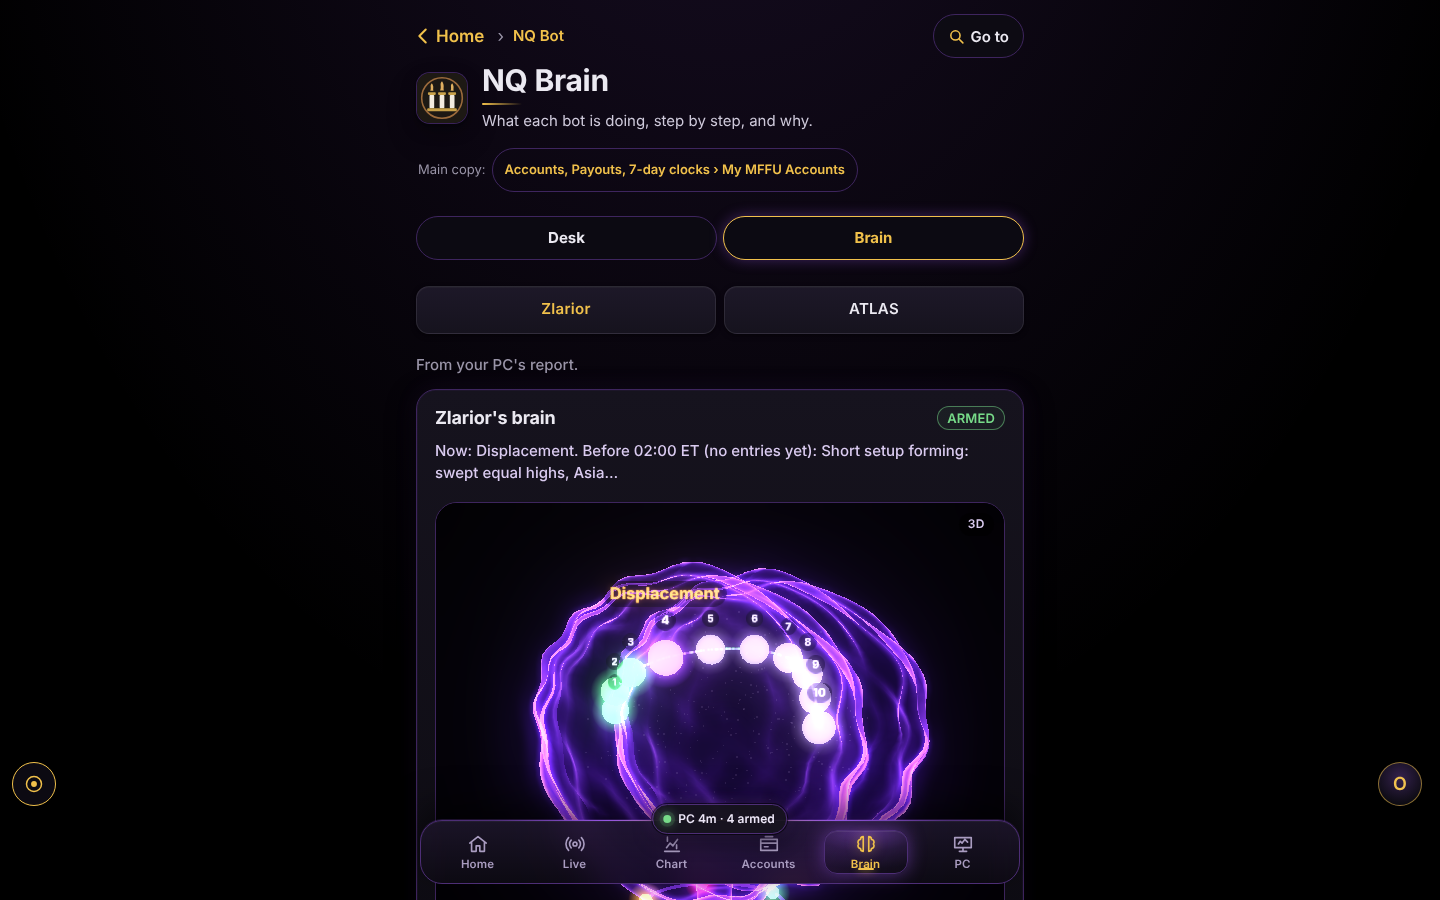 Home › NQ Bot
Go to
NQ Brain
What each bot is doing, step by step, and why.
Main copy: Accounts, Payouts, 7-day clocks › My MFFU Accounts
Desk
Brain
Zlarior
ATLAS
From your PC's report.
Zlarior's brain
ARMED
Now: Displacement. Before 02:00 ET (no entries yet): Short setup forming:
swept equal highs, Asia...
3D
Displacement
1
2
3
4
5
6
7
8
9
10
O
PC 4m · 4 armed
Home
Live
Chart
Accounts
Brain
PC